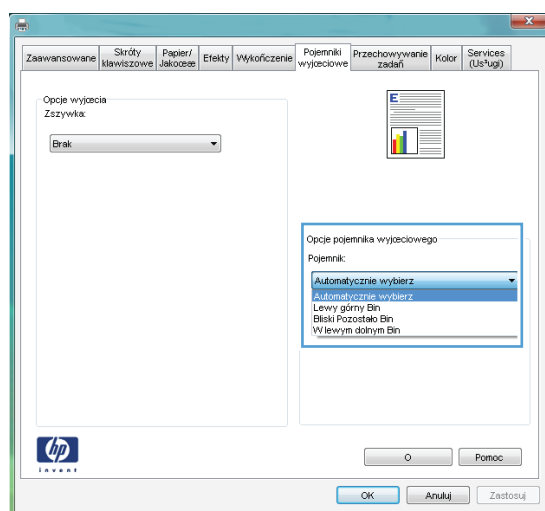 Zaawansowane
Skróty klawiszowe
Papier/ Jakoœæ
Efekty
Wykończenie
Pojemniki wyjœciowe
Przechowywanie zadań
Kolor
Services (Us³ugi)
Opcje wyjœcia
Zszywka:
Brak
E
Opcje pojemnika wyjœciowego
Pojemnik:
Automatycznie wybierz
Automatycznie wybierz
Lewy górny Bin
Bliski Pozostało Bin
W lewym dolnym Bin
hp
invent
O
Pomoc
OK
Anuluj
Zastosuj